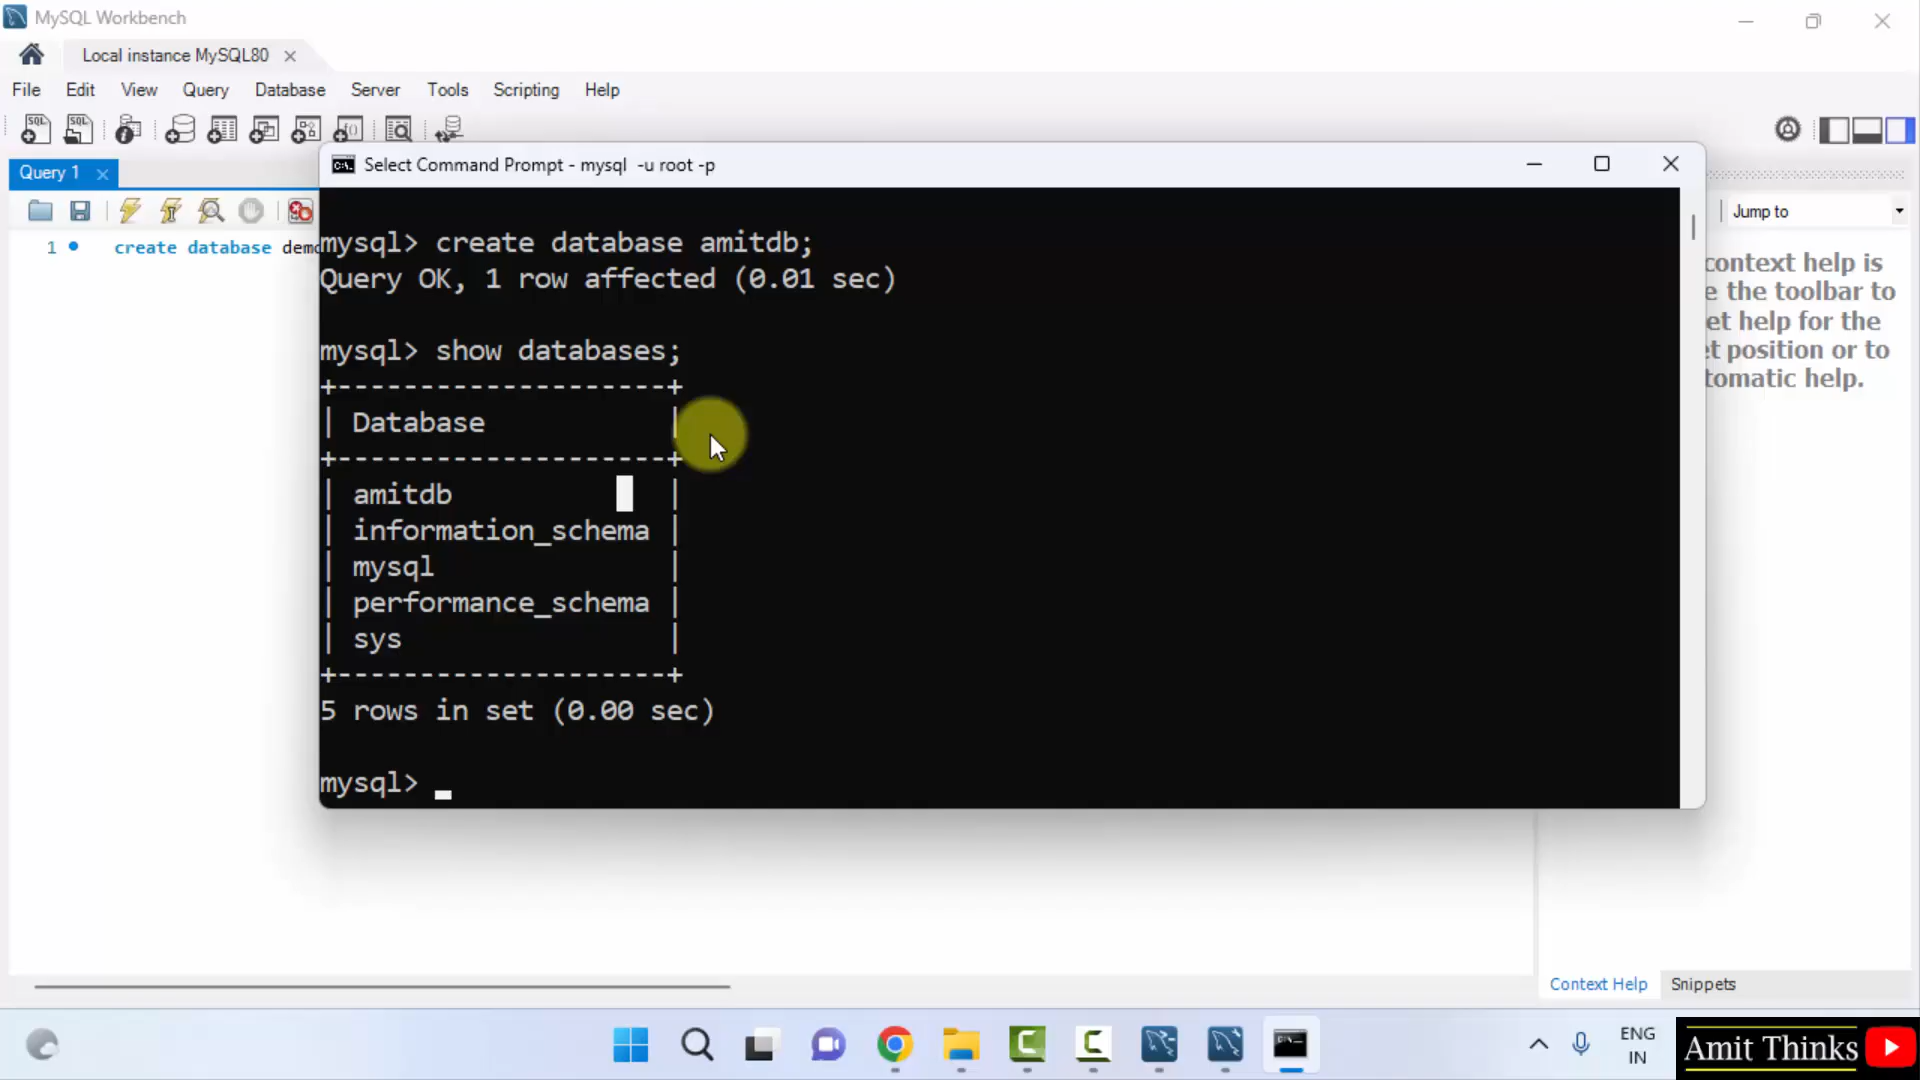 MySQL Workbench
Local instance MySQL80
File Edit View Query Database Server Tools Scripting Help
Query 1
Select Command Prompt - mysql -u root -p
Jump to
1 create database demo
mysql> create database amitdb;
Query OK, 1 row affected (0.01 sec)
mysql> show databases;
+--------------------+
| Database |
+--------------------+
| amitdb |
| information_schema |
| mysql |
| performance_schema |
| sys |
+--------------------+
5 rows in set (0.00 sec)
mysql>
context help is
the toolbar to
help for the
position or to
help.
Context Help Snippets
ENG
IN
Amit Thinks